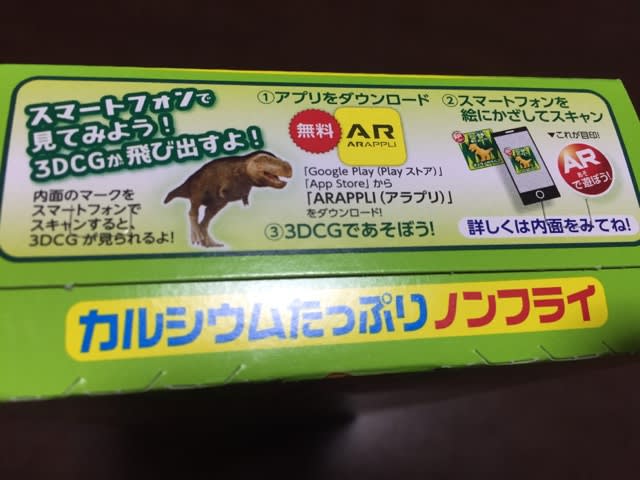 スマートフォンで
見てみよう!
3DCGが飛び出すよ!
内面のマークを
スマートフォンで
スキャンすると、
3DCGが見られるよ!
①アプリをダウンロード
無料
AR
ARAPPLI
「Google Play (Play ストア)」
「App Store」から
「ARAPPLI (アラプリ)」
をダウンロード!
③3DCGであそぼう!
②スマートフォンを
絵にかざしてスキャン
▼これが目印!
AR
あそ
で遊ぼう!
詳しくは内面をみてね!
カルシウムたっぷり ノンフライ